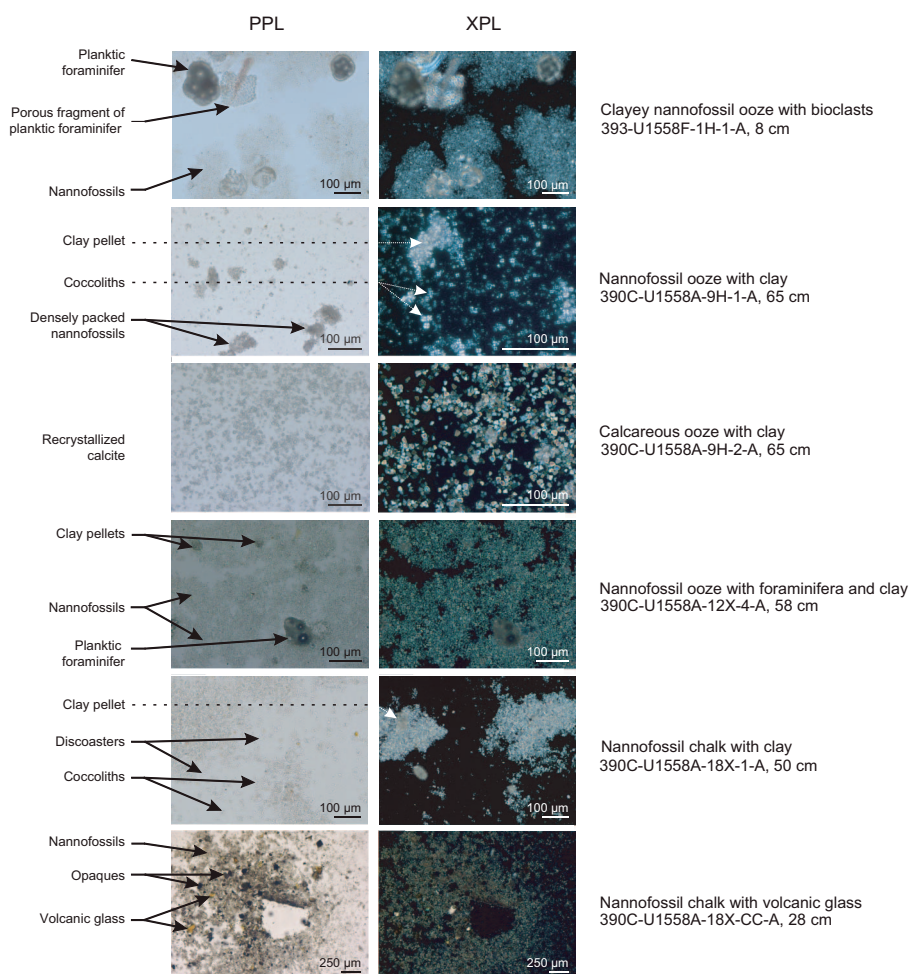 PPL
XPL
Planktic
foraminifer
Porous fragment of
planktic foraminifer
Nannofossils
100 µm
100 µm
Clayey nannofossil ooze with bioclasts
393-U1558F-1H-1-A, 8 cm
Clay pellet
Coccoliths
Densely packed
nannofossils
100 µm
100 µm
Nannofossil ooze with clay
390C-U1558A-9H-1-A, 65 cm
Recrystallized
calcite
100 µm
100 µm
Calcareous ooze with clay
390C-U1558A-9H-2-A, 65 cm
Clay pellets
Nannofossils
Planktic
foraminifer
100 µm
100 µm
Nannofossil ooze with foraminifera and clay
390C-U1558A-12X-4-A, 58 cm
Clay pellet
Discoasters
Coccoliths
100 µm
100 µm
Nannofossil chalk with clay
390C-U1558A-18X-1-A, 50 cm
Nannofossils
Opaques
Volcanic glass
250 µm
250 µm
Nannofossil chalk with volcanic glass
390C-U1558A-18X-CC-A, 28 cm